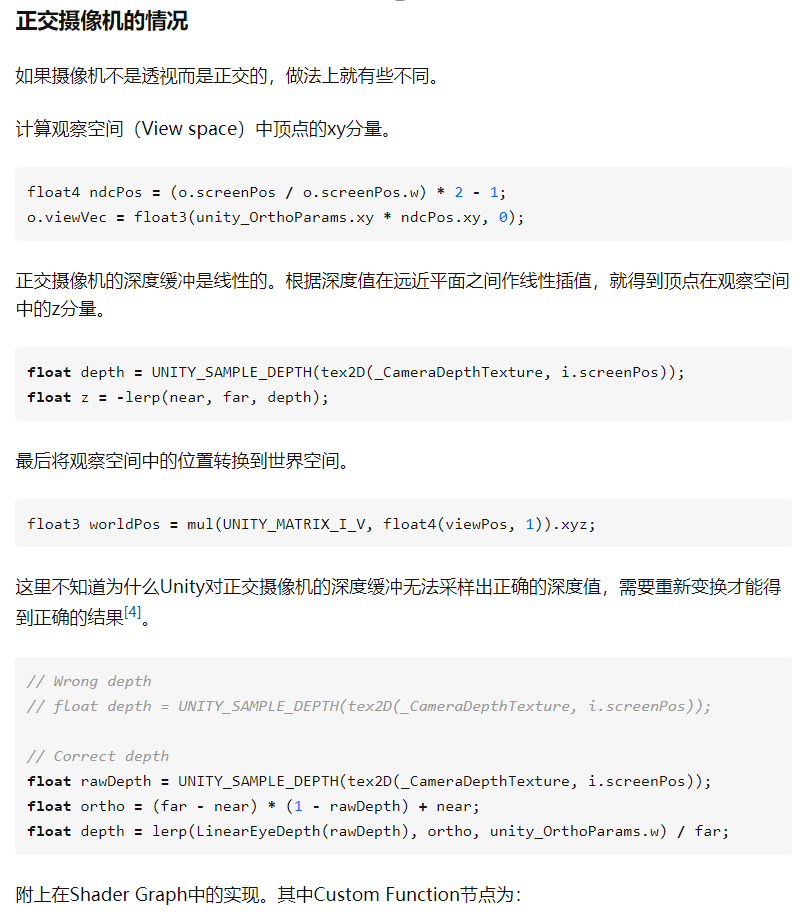 正交摄像机的情况
如果摄像机不是透视而是正交的，做法上就有些不同。
计算观察空间（View space）中顶点的xy分量。
float4 ndcPos = (o.screenPos / o.screenPos.w) * 2 - 1;
o.viewVec = float3(unity_OrthoParams.xy * ndcPos.xy, 0);
正交摄像机的深度缓冲是线性的。根据深度值在远近平面之间作线性插值，就得到顶点在观察空间
中的z分量。
float depth = UNITY_SAMPLE_DEPTH(tex2D(_CameraDepthTexture, i.screenPos));
float z = -lerp(near, far, depth);
最后将观察空间中的位置转换到世界空间。
float3 worldPos = mul(UNITY_MATRIX_I_V, float4(viewPos, 1)).xyz;
这里不知道为什么Unity对正交摄像机的深度缓冲无法采样出正确的深度值，需要重新变换才能得
到正确的结果[4]。
// Wrong depth
// float depth = UNITY_SAMPLE_DEPTH(tex2D(_CameraDepthTexture, i.screenPos));
// Correct depth
float rawDepth = UNITY_SAMPLE_DEPTH(tex2D(_CameraDepthTexture, i.screenPos));
float ortho = (far - near) * (1 - rawDepth) + near;
float depth = lerp(LinearEyeDepth(rawDepth), ortho, unity_OrthoParams.w) / far;
附上在Shader Graph中的实现。其中Custom Function节点为：